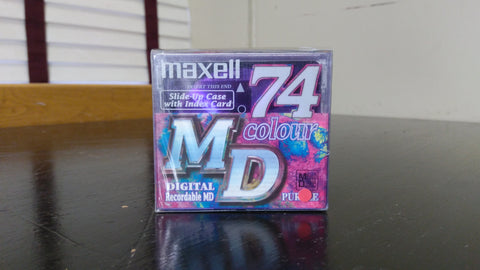 maxell
INSERT THIS END
Slide-Up Case
with Index Card
74
colour
MD
DIGITAL
Recordable MD